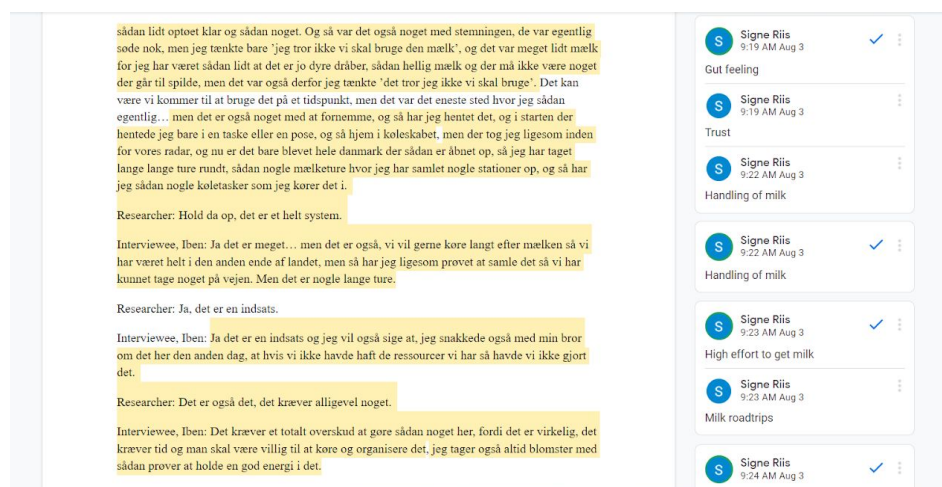 sådan lidt optøet klar og sådan noget. Og så var det også noget med stemningen, de var egentlig
søde nok, men jeg tænkte bare 'jeg tror ikke vi skal bruge den mælk', og det var meget lidt mælk
for jeg har været sådan lidt at det er jo dyre dråber, sådan hellig mælk og der må ikke være noget
der går til spilde, men det var også derfor jeg tænkte 'det tror jeg ikke vi skal bruge'. Det kan
være vi kommer til at bruge det på et tidspunkt, men det var det eneste sted hvor jeg sådan
egentlig… men det er også noget med at fornemme, og så har jeg hentet det, og i starten der
hentede jeg bare i en taske eller en pose, og så hjem i køleskabet, men der tog jeg ligesom inden
for vores radar, og nu er det bare blevet hele danmark der sådan er åbnet op, så jeg har taget
lange lange ture rundt, sådan nogle mælketure hvor jeg har samlet nogle stationer op, og så har
jeg sådan nogle køletasker som jeg kører det i.
Researcher: Hold da op, det er et helt system.
Interviewee, Iben: Ja det er meget… men det er også, vi vil gerne køre langt efter mælken så vi
har været helt i den anden ende af landet, men så har jeg ligesom prøvet at samle det så vi har
kunnet tage noget på vejen. Men det er nogle lange ture.
Researcher: Ja, det er en indsats.
Interviewee, Iben: Ja det er en indsats og jeg vil også sige at, jeg snakkede også med min bror
om det her den anden dag, at hvis vi ikke havde haft de ressourcer vi har så havde vi ikke gjort
det.
Researcher: Det er også det, det kræver alligevel noget.
Interviewee, Iben: Det kræver et totalt overskud at gøre sådan noget her, fordi det er virkelig, det
kræver tid og man skal være villig til at køre og organisere det, jeg tager også altid blomster med
sådan prøver at holde en god energi i det.
S
Signe Riis
9:19 AM Aug 3
Gut feeling
S
Signe Riis
9:19 AM Aug 3
Trust
S
Signe Riis
9:22 AM Aug 3
Handling of milk
S
Signe Riis
9:22 AM Aug 3
Handling of milk
S
Signe Riis
9:23 AM Aug 3
High effort to get milk
S
Signe Riis
9:23 AM Aug 3
Milk roadtrips
S
Signe Riis
9:24 AM Aug 3